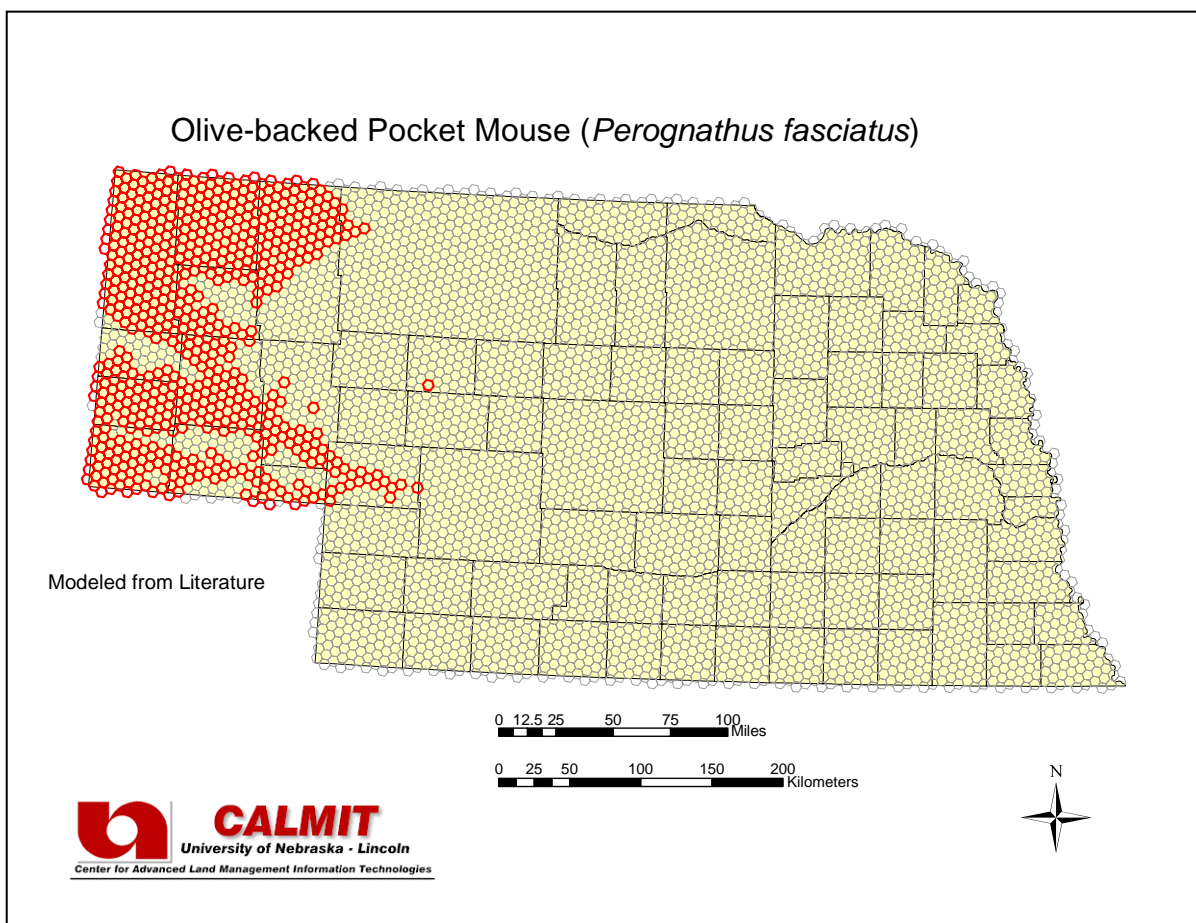 Olive-backed Pocket Mouse (Perognathus fasciatus)
Modeled from Literature
0 12.5 25 50 75 100
Miles
0 25 50 100 150 200
Kilometers
N
CALMIT
University of Nebraska - Lincoln
Center for Advanced Land Management Information Technologies